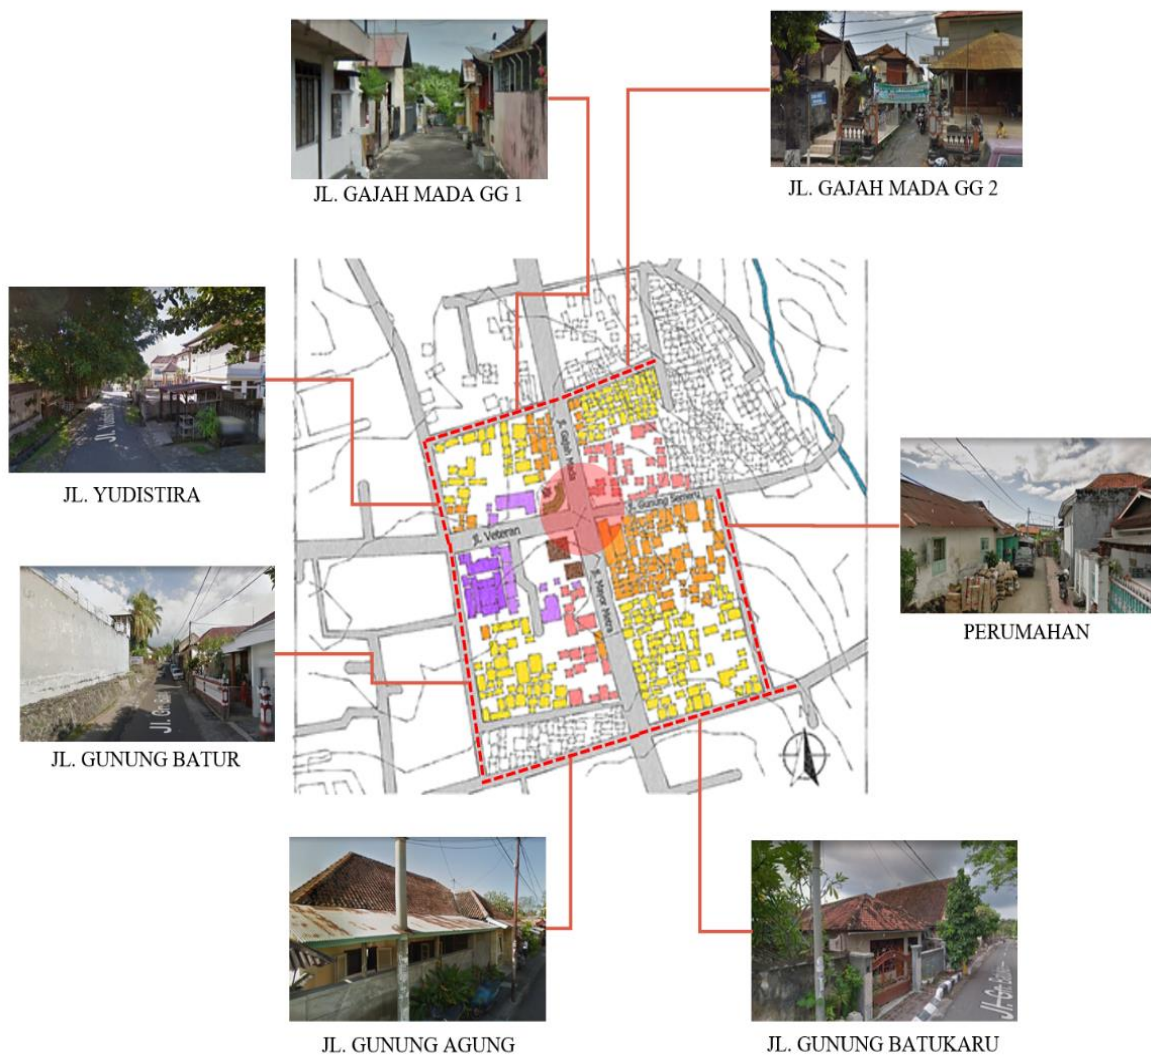 JL. GAJAH MADA GG 1
JL. GAJAH MADA GG 2
JL. YUDISTIRA
Jl. Gajah Mada
Jl. Gunung Semeru
Jl. Veteran
PERUMAHAN
JL. GUNUNG BATUR
JL. GUNUNG AGUNG
JL. GUNUNG BATUKARU